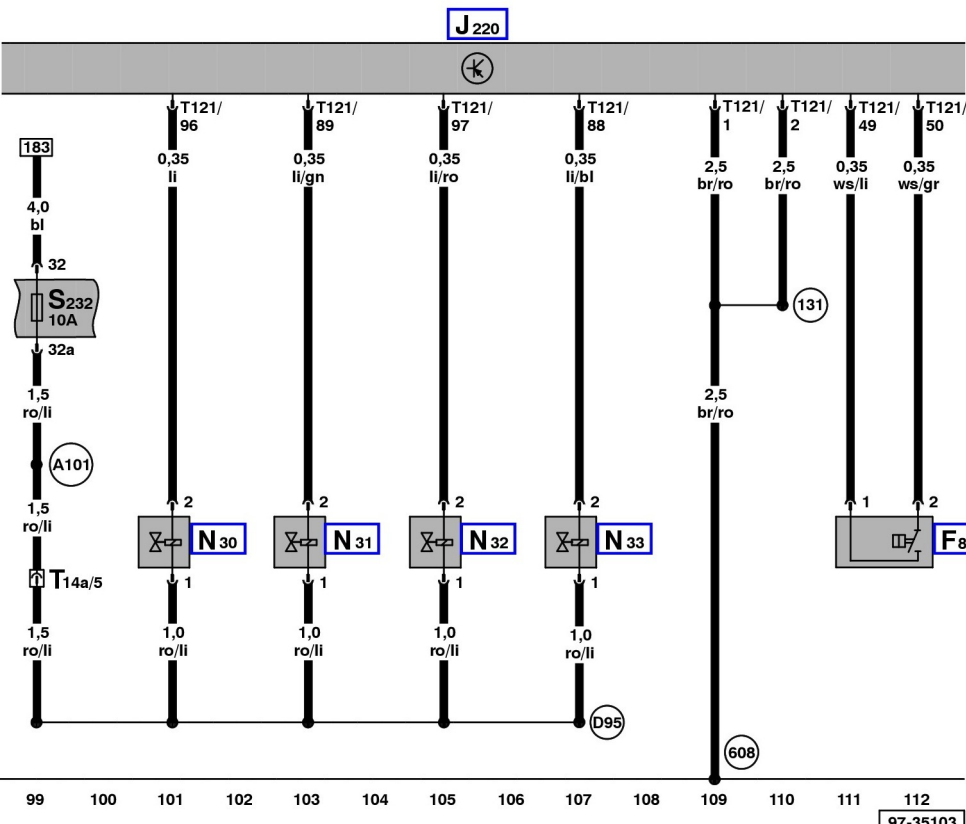 J 220
T121/ T121/ T121/ T121/ T121/ T121/ T121/ T121/
96 89 97 88 1 2 49 50
183
0,35 0,35 0,35 0,35 2,5 2,5 0,35 0,35
li li/gn li/ro li/bl br/ro br/ro ws/li ws/gr
4,0
bl
32
S232
10A
131
32a
1,5 2,5
ro/li br/ro
A101
2 2 2 2 1 2
1,5
ro/li
N 30 N 31 N 32 N 33 F8
T14a/5 1 1 1 1
1,5 1,0 1,0 1,0 1,0
ro/li ro/li ro/li ro/li ro/li
D95
608
99 100 101 102 103 104 105 106 107 108 109 110 111 112
97-35103